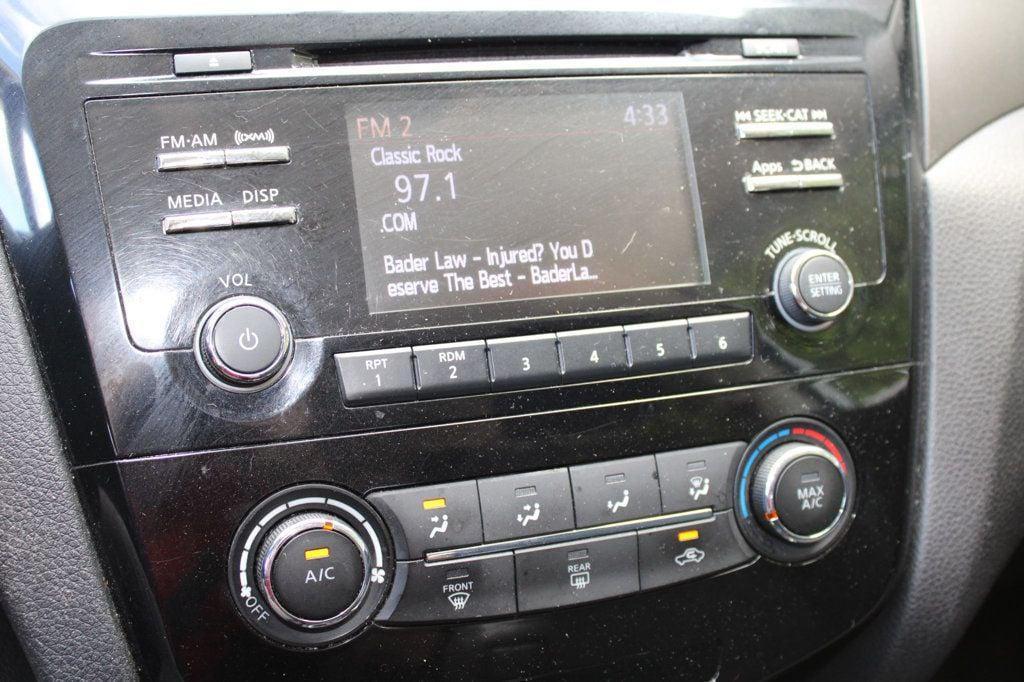 FM·AM ((XM))
MEDIA DISP
VOL
FM 2 4:33
Classic Rock
97.1
.COM
Bader Law - Injured? You D
eserve The Best - BaderLa...
SEEK·CAT
Apps BACK
TUNE·SCROLL
ENTER
SETTING
RPT
1
RDM
2
3
4
5
6
A/C
OFF
FRONT
REAR
MAX
A/C